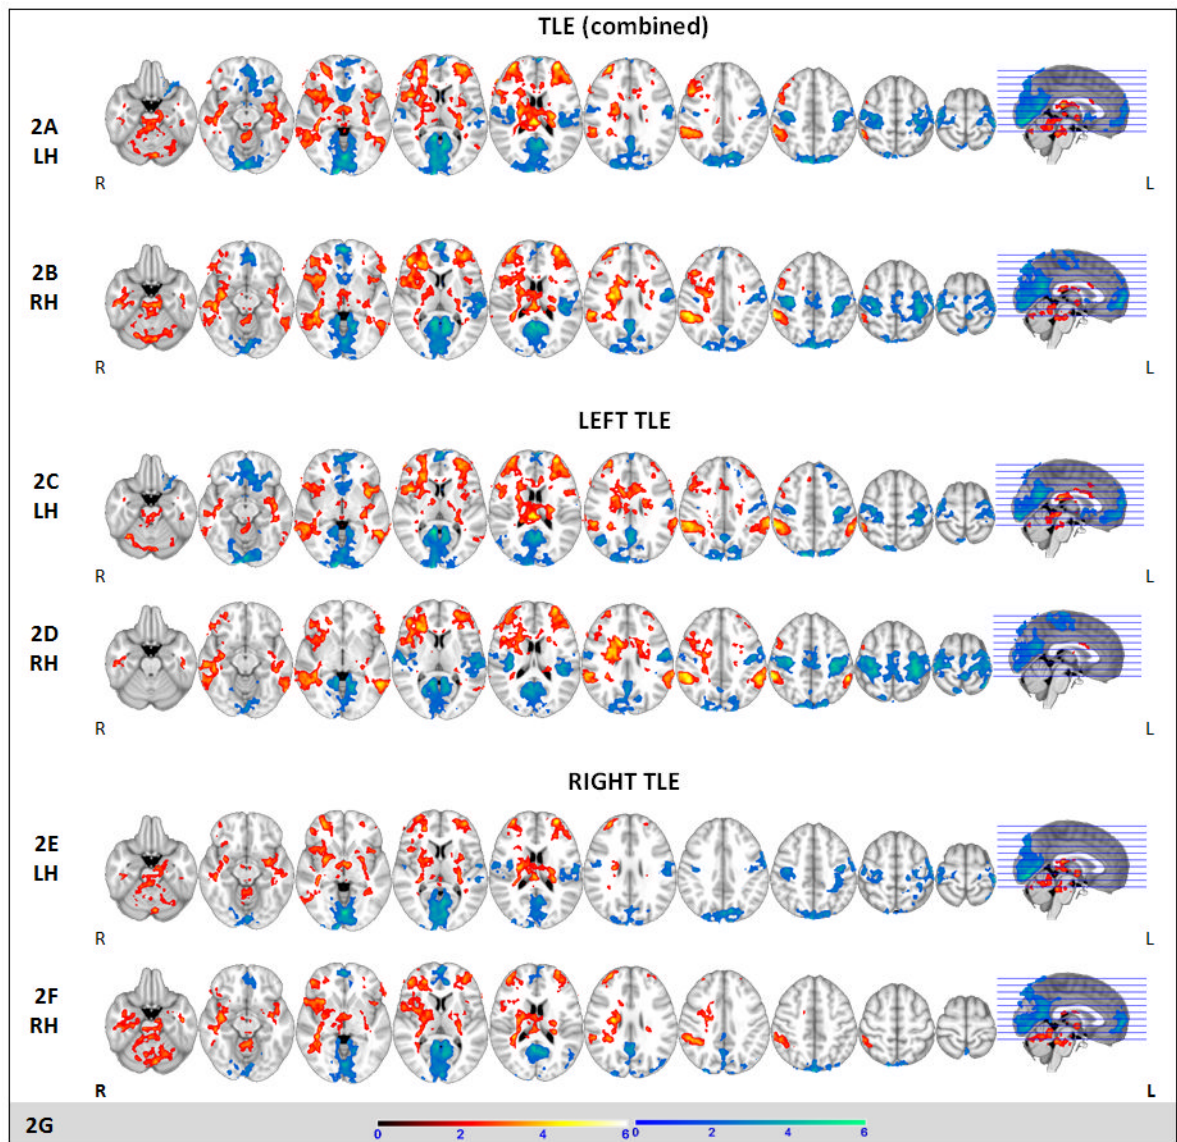 TLE (combined)
2A
LH
R L
2B
RH
R L
LEFT TLE
2C
LH
R L
2D
RH
R L
RIGHT TLE
2E
LH
R L
2F
RH
R L
2G
0 2 4 6 0 2 4 6